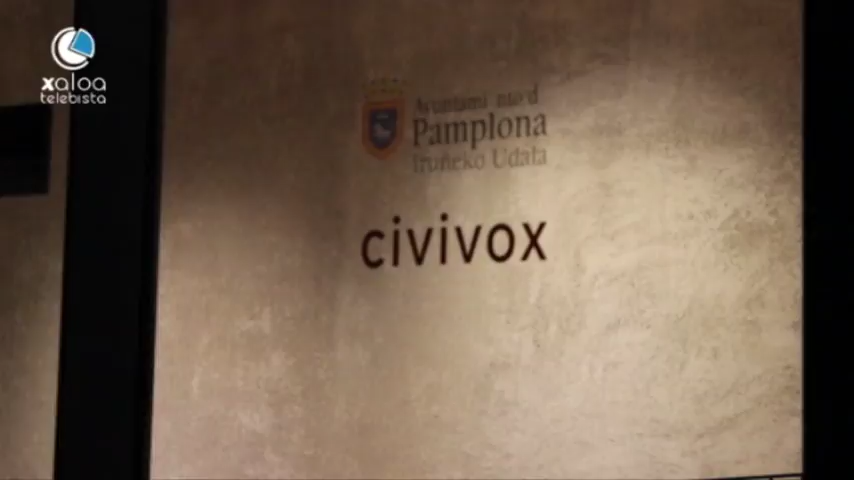 xaloa
telebista
Pamplona
Iruñeko Udala
civivox